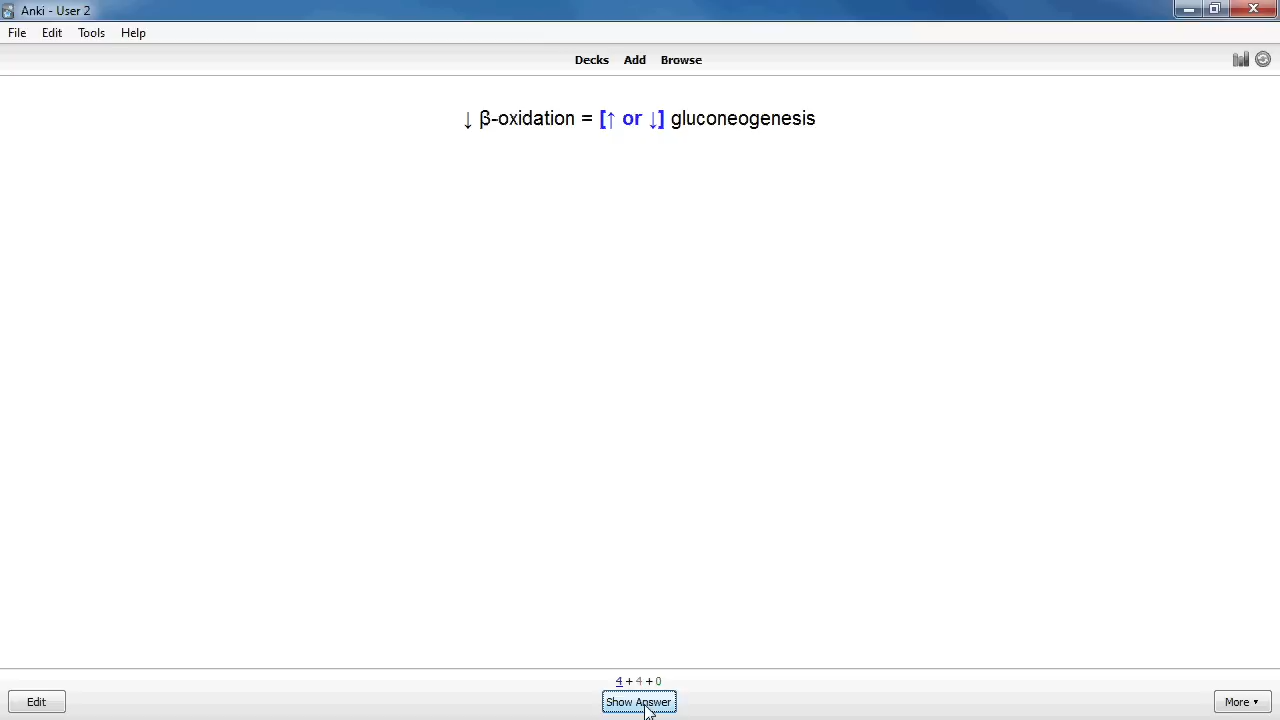 Anki - User 2
File Edit Tools Help
Decks Add Browse
↓ β-oxidation = [↑ or ↓] gluconeogenesis
4 + 4 + 0
Edit Show Answer More ▾